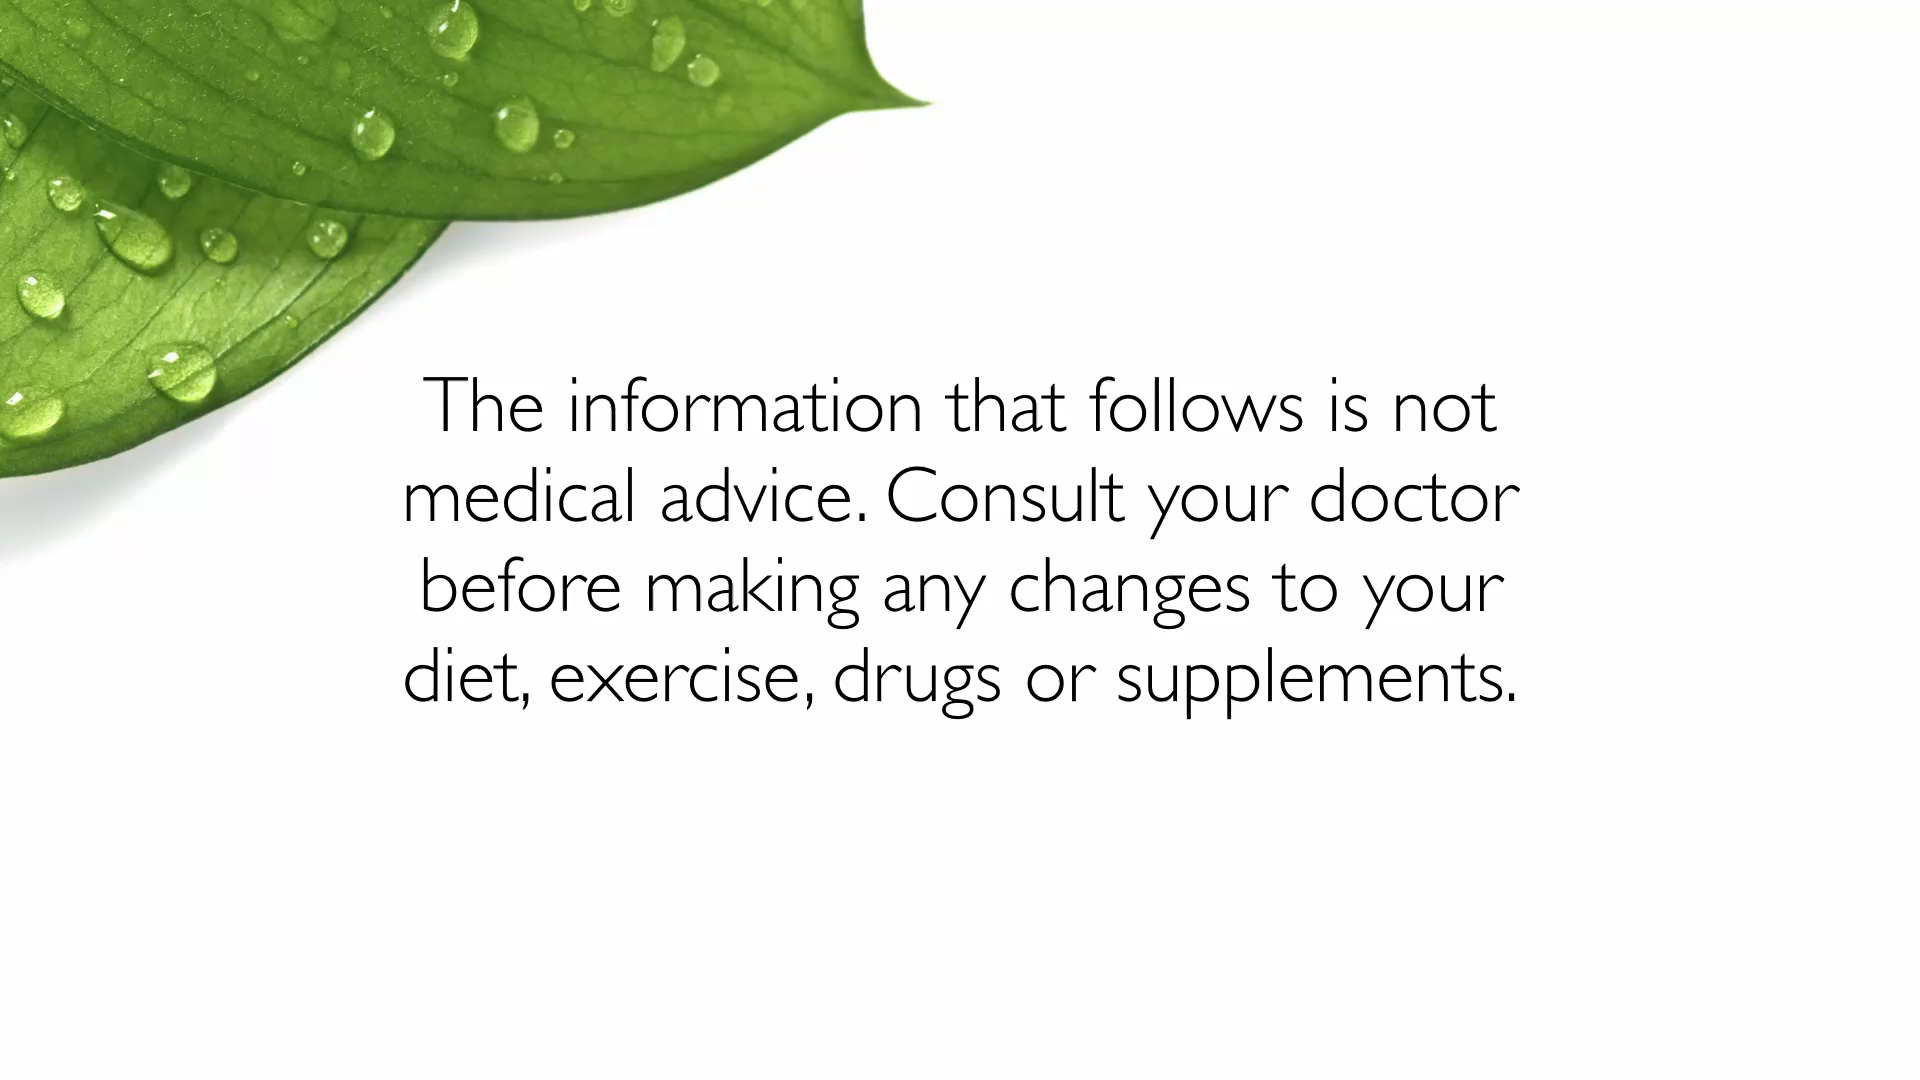 The information that follows is not
medical advice. Consult your doctor
before making any changes to your
diet, exercise, drugs or supplements.